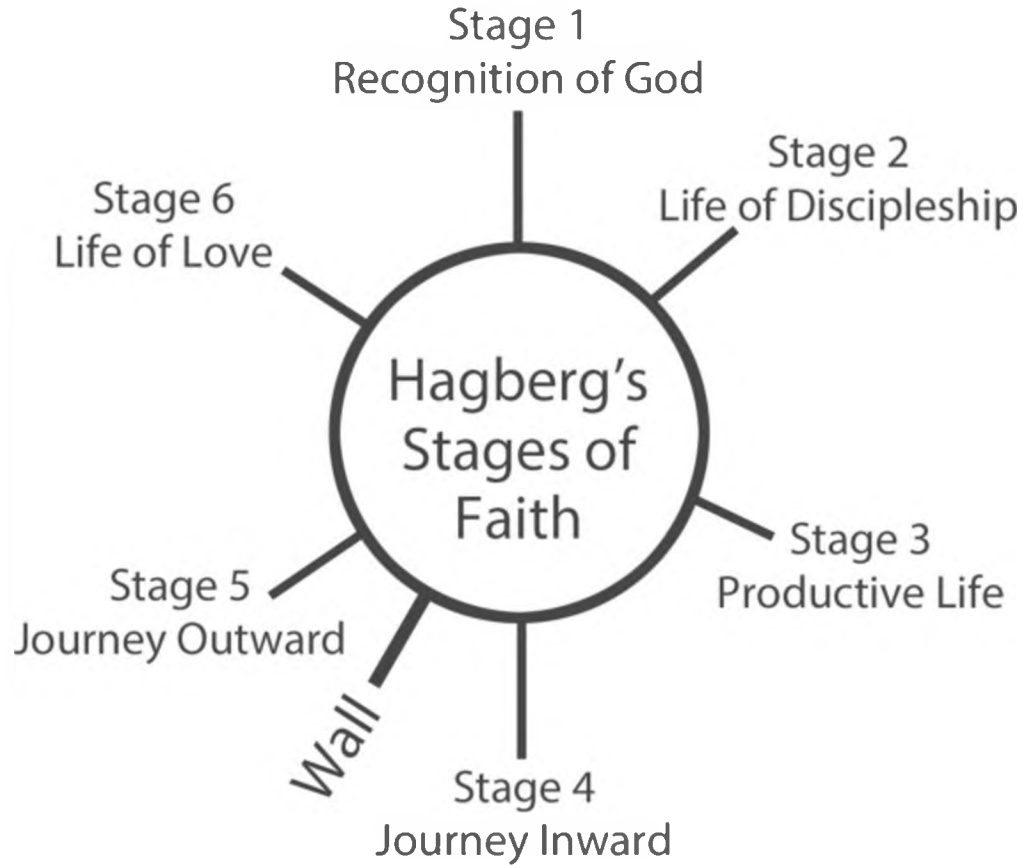 Stage 1
Recognition of God
Stage 2
Life of Discipleship
Stage 3
Productive Life
Stage 4
Journey Inward
Wall
Stage 5
Journey Outward
Stage 6
Life of Love
Hagberg's
Stages of
Faith